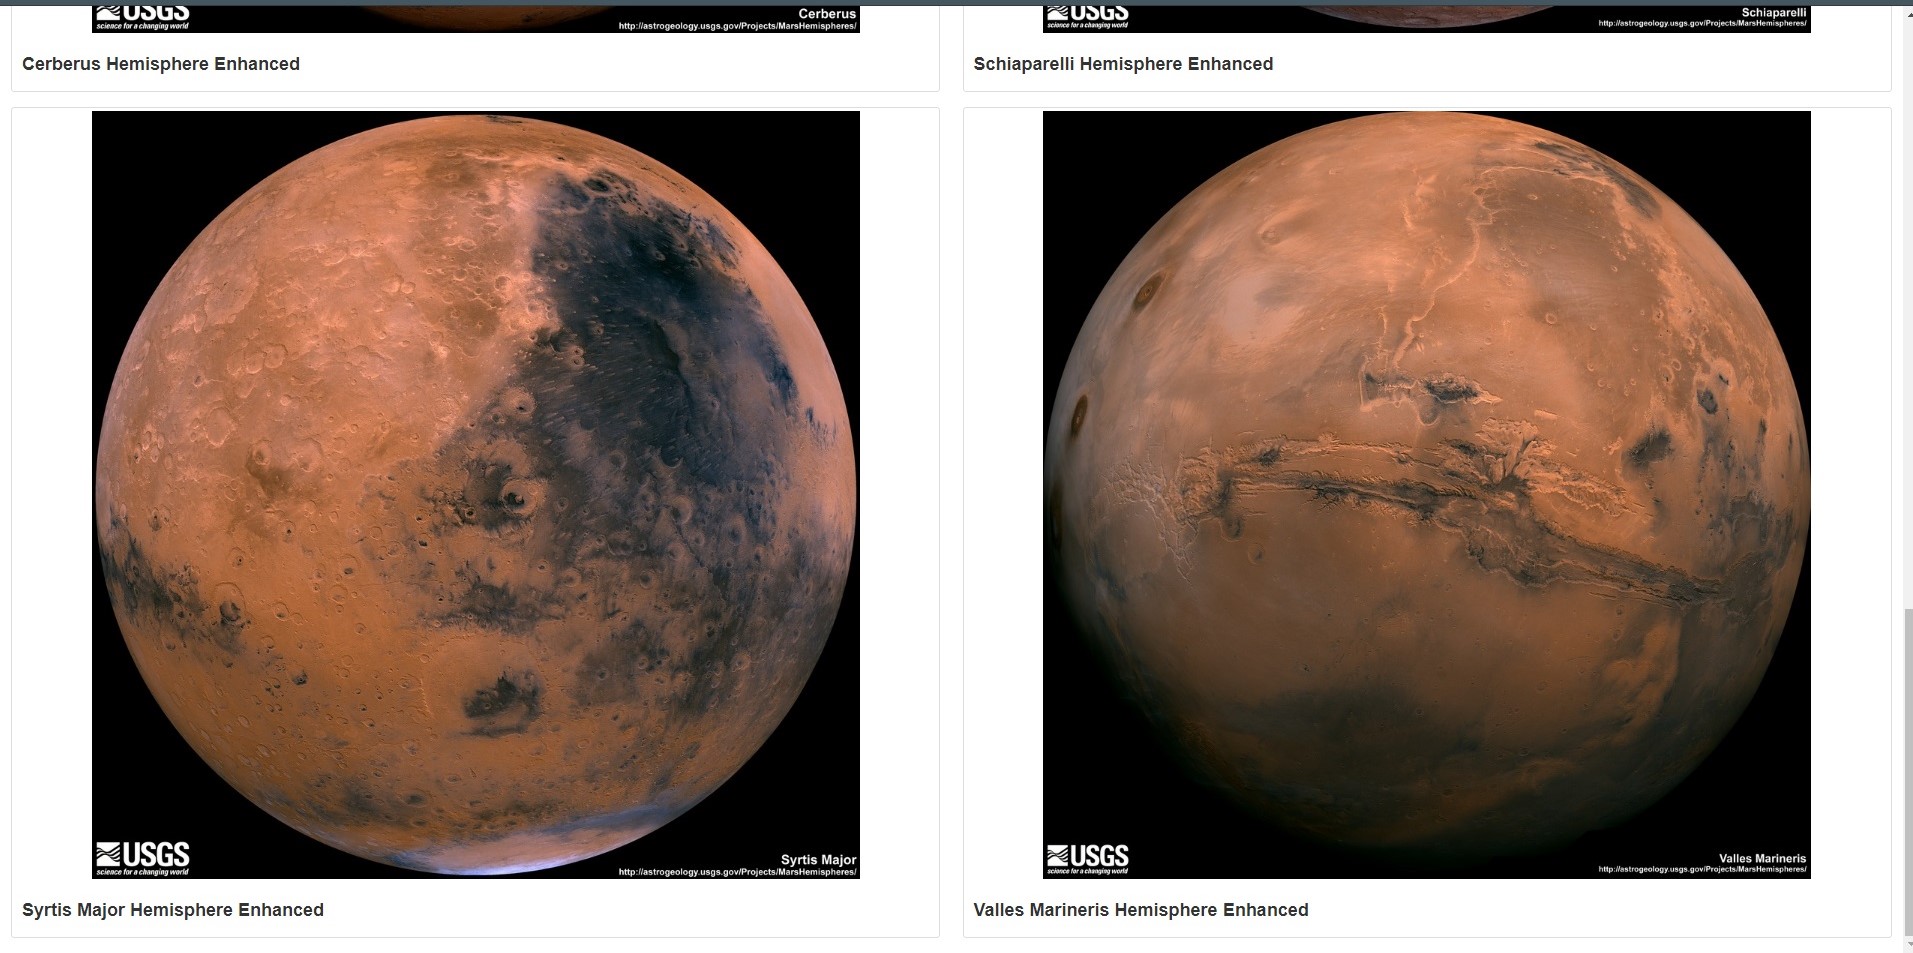 USGS
science for a changing world
Cerberus
http://astrogeology.usgs.gov/Projects/MarsHemispheres/
Cerberus Hemisphere Enhanced
USGS
science for a changing world
Schiaparelli
http://astrogeology.usgs.gov/Projects/MarsHemispheres/
Schiaparelli Hemisphere Enhanced
USGS
science for a changing world
Syrtis Major
http://astrogeology.usgs.gov/Projects/MarsHemispheres/
Syrtis Major Hemisphere Enhanced
USGS
science for a changing world
Valles Marineris
http://astrogeology.usgs.gov/Projects/MarsHemispheres/
Valles Marineris Hemisphere Enhanced